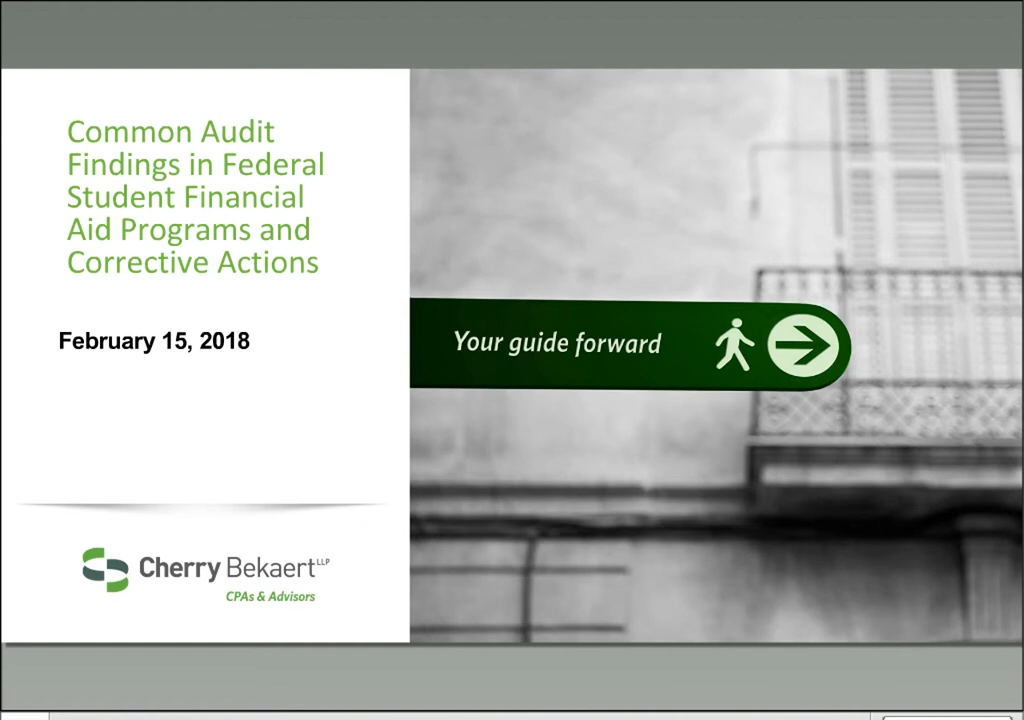 Common Audit
Findings in Federal
Student Financial
Aid Programs and
Corrective Actions
February 15, 2018
Your guide forward
Cherry Bekaert LLP
CPAs & Advisors